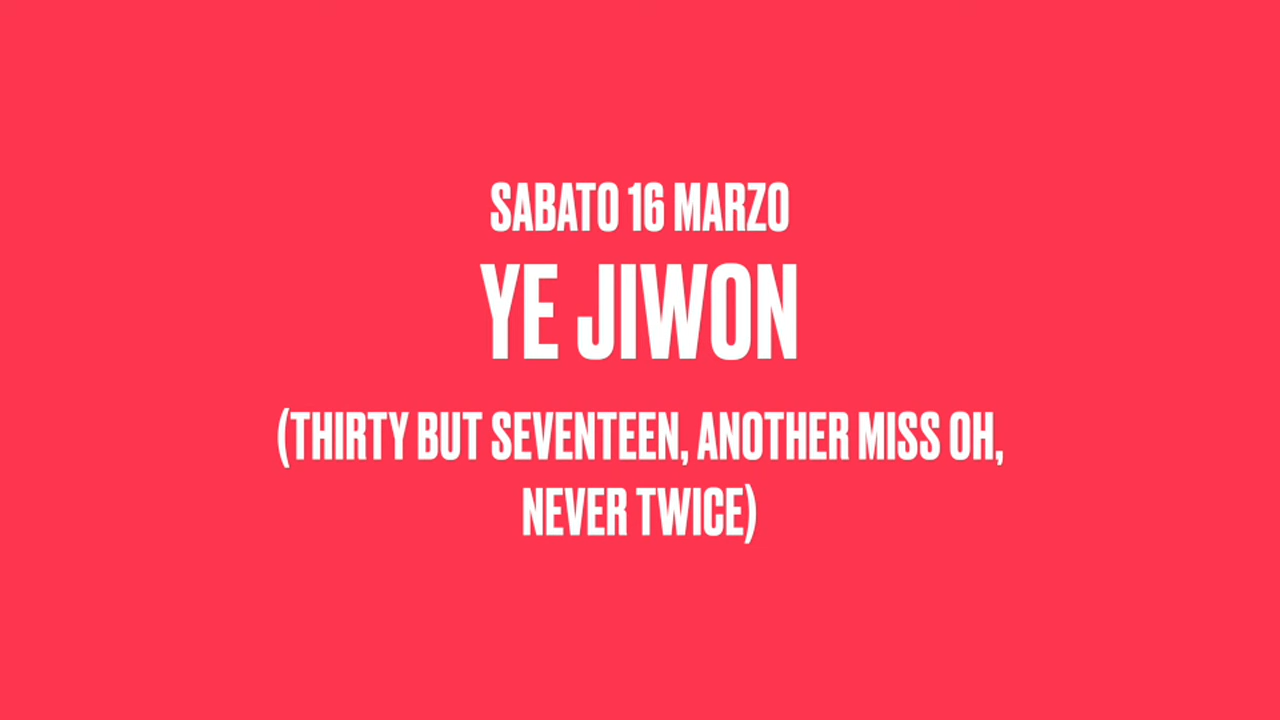 SABATO 16 MARZO
YE JIWON
(THIRTY BUT SEVENTEEN, ANOTHER MISS OH,
NEVER TWICE)